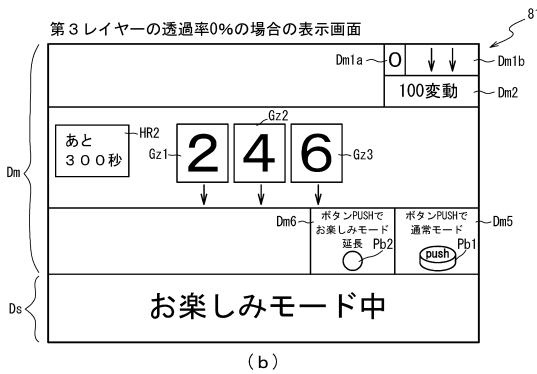 第３レイヤーの透過率0％の場合の表示画面
8
Dm1a
0
Dm1b
100変動
Dm2
あと
３００秒
HR2
Gz1
2
Gz2
4
6
Gz3
Dm
Dm6
ボタンPUSHで
お楽しみモード
延長
Pb2
ボタンPUSHで
通常モード
push
Pb1
Dm5
Ds
お楽しみモード中
(b)